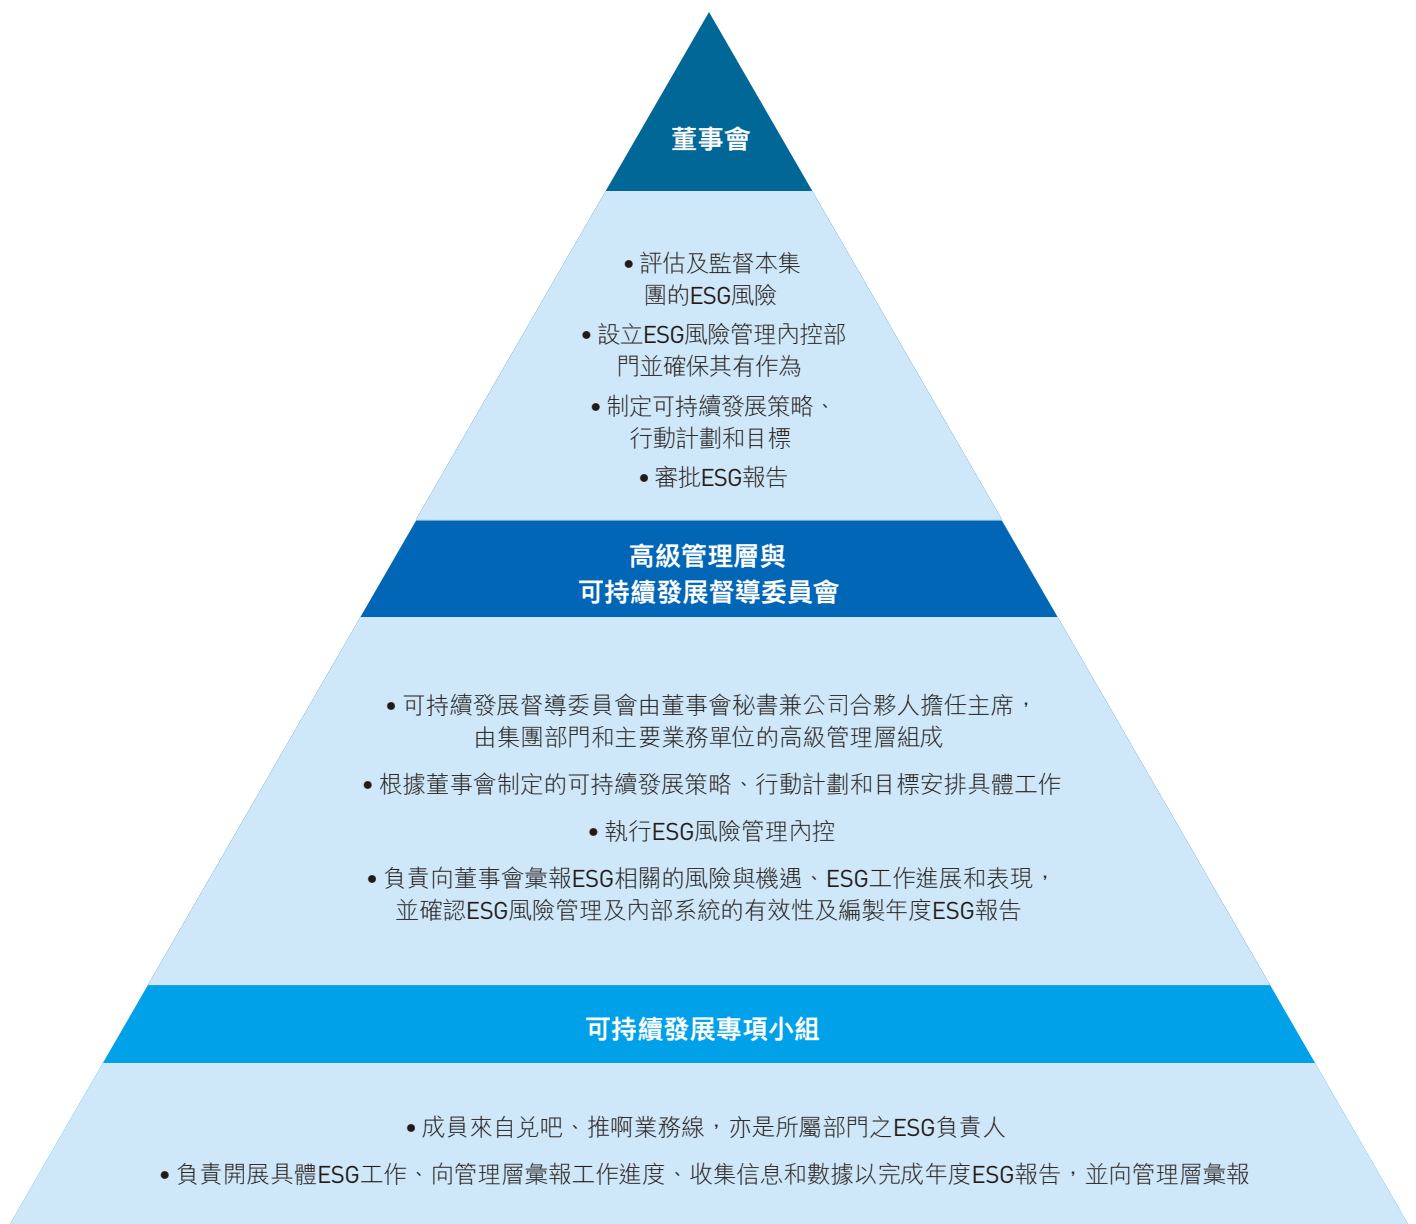 董事會
• 評估及監督本集
團的ESG風險
• 設立ESG風險管理內控部
門並確保其有作為
• 制定可持續發展策略、
行動計劃和目標
• 審批ESG報告
高級管理層與
可持續發展督導委員會
• 可持續發展督導委員會由董事會秘書兼公司合夥人擔任主席，
由集團部門和主要業務單位的高級管理層組成
• 根據董事會制定的可持續發展策略、行動計劃和目標安排具體工作
• 執行ESG風險管理內控
• 負責向董事會彙報ESG相關的風險與機遇、ESG工作進展和表現，
並確認ESG風險管理及內部系統的有效性及編製年度ESG報告
可持續發展專項小組
• 成員來自兑吧、推啊業務線，亦是所屬部門之ESG負責人
• 負責開展具體ESG工作、向管理層彙報工作進度、收集信息和數據以完成年度ESG報告，並向管理層彙報